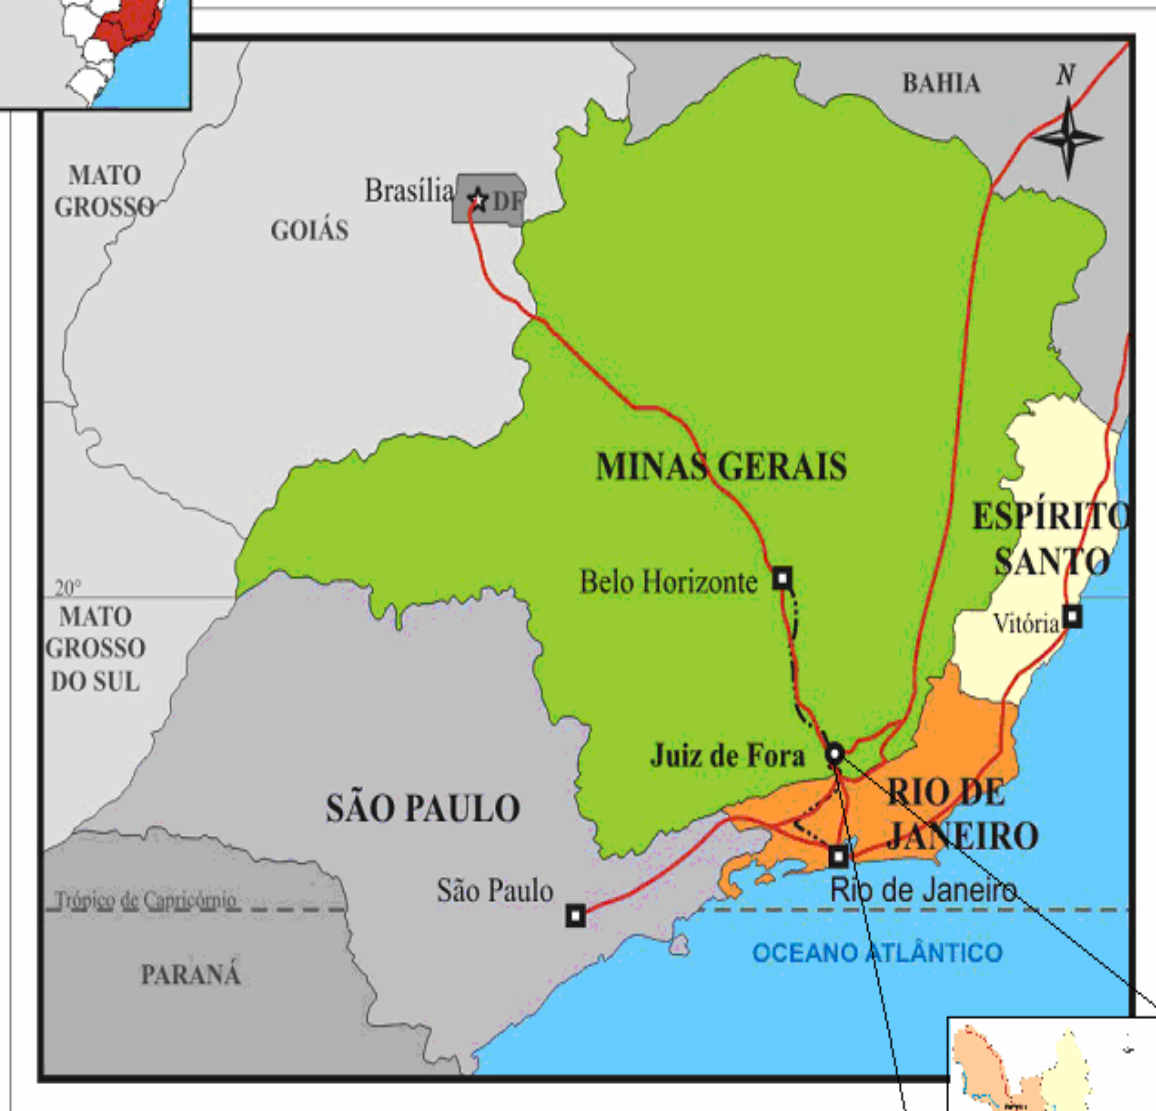 BAHIA
N
MATO
GROSSO
Brasília
DF
GOIÁS
MINAS GERAIS
ESPÍRITO
SANTO
Belo Horizonte
20°
MATO
GROSSO
DO SUL
Vitória
Juiz de Fora
RIO DE
JANEIRO
SÃO PAULO
São Paulo
Rio de Janeiro
Trópico de Capricórnio
OCEANO ATLÂNTICO
PARANÁ